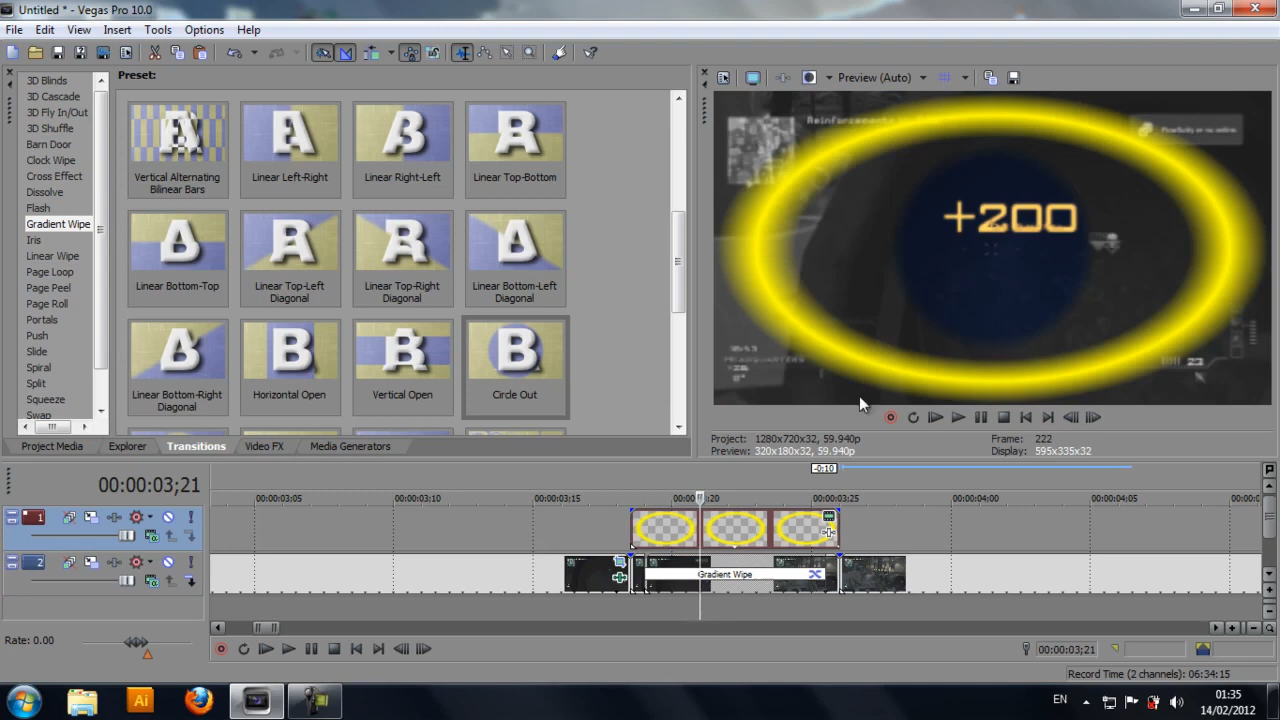 Untitled * - Vegas Pro 10.0
File Edit View Insert Tools Options Help
3D Blinds
3D Cascade
3D Fly In/Out
3D Shuffle
Barn Door
Clock Wipe
Cross Effect
Dissolve
Flash
Gradient Wipe
Iris
Linear Wipe
Page Loop
Page Peel
Page Roll
Portals
Push
Slide
Spiral
Split
Squeeze
Swap
Preset:
Vertical Alternating
Bilinear Bars
Linear Left-Right
Linear Right-Left
Linear Top-Bottom
Linear Bottom-Top
Linear Top-Left
Diagonal
Linear Top-Right
Diagonal
Linear Bottom-Left
Diagonal
Linear Bottom-Right
Diagonal
Horizontal Open
Vertical Open
Circle Out
Project Media Explorer Transitions Video FX Media Generators
Preview (Auto)
+200
Project: 1280x720x32, 59.940p Frame: 222
Preview: 320x180x32, 59.940p Display: 595x335x32
-0:10
00:00:03;21
00:00:03;05 00:00:03;10 00:00:03;15 00:00 ;20 00:00:03;25 00:00:04;00 00:00:04;05 00:00:0
1
2
Gradient Wipe
Rate: 0.00
00:00:03;21
Record Time (2 channels): 06:34:15
Ai
EN
01:35
14/02/2012